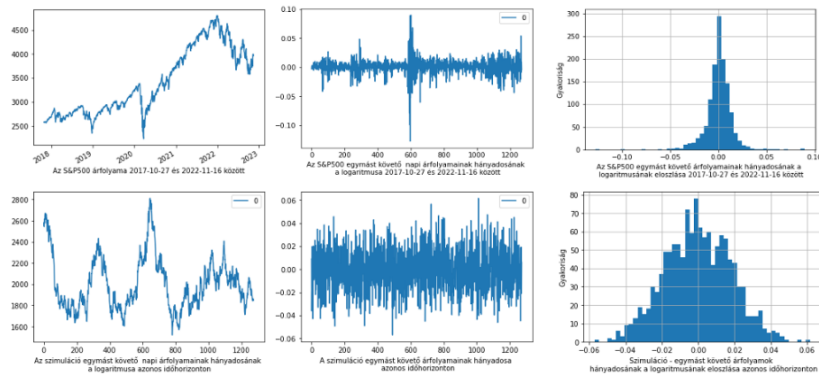 4500
4000
3500
3000
2500
2018
2019
2020
2021
2022
2023
Az S&P500 árfolyama 2017-10-27 és 2022-11-16 között
0.10
0.05
0.00
−0.05
−0.10
0
0 200 400 600 800 1000 1200
Az S&P500 egymást követő napi árfolyamainak hányadosának
a logaritmusa 2017-10-27 és 2022-11-16 között
Gyakoriság
300
250
200
150
100
50
0
−0.10 −0.05 0.00 0.05 0.10
Az S&P500 egymást követő árfolyamainak hányadosának a
logaritmusának eloszlása 2017-10-27 és 2022-11-16 között
2800
2600
2400
2200
2000
1800
1600
0
0 200 400 600 800 1000 1200
Az szimuláció egymást követő napi árfolyamainak hányadosának
a logaritmusa azonos időhorizonton
0.06
0.04
0.02
0.00
−0.02
−0.04
−0.06
0
0 200 400 600 800 1000 1200
A szimuláció egymást követő árfolyamainak hányadosa
azonos időhorizonton
Gyakoriság
80
70
60
50
40
30
20
10
0
−0.06 −0.04 −0.02 0.00 0.02 0.04 0.06
Szimuláció - egymást követő árfolyamok
hányadosának a logaritmusának eloszlása azonos időhorizonton